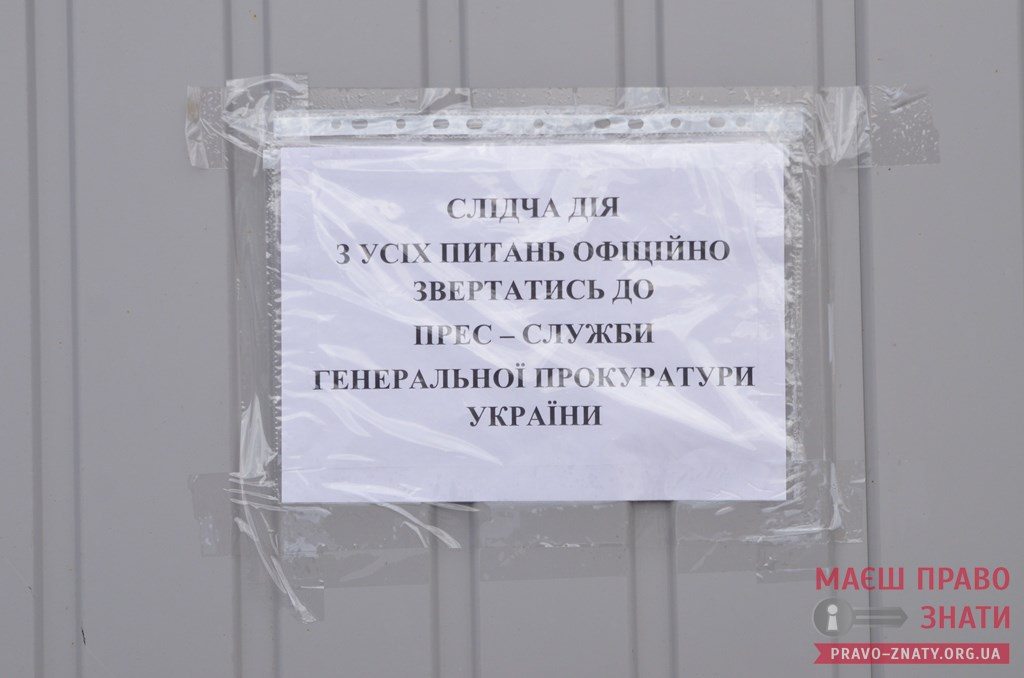 СЛІДЧА ДІЯ
З УСІХ ПИТАНЬ ОФІЦІЙНО
ЗВЕРТАТИСЬ ДО
ПРЕС – СЛУЖБИ
ГЕНЕРАЛЬНОЇ ПРОКУРАТУРИ
УКРАЇНИ
МАЄШ ПРАВО
ЗНАТИ
PRAVO-ZNATY.ORG.UA